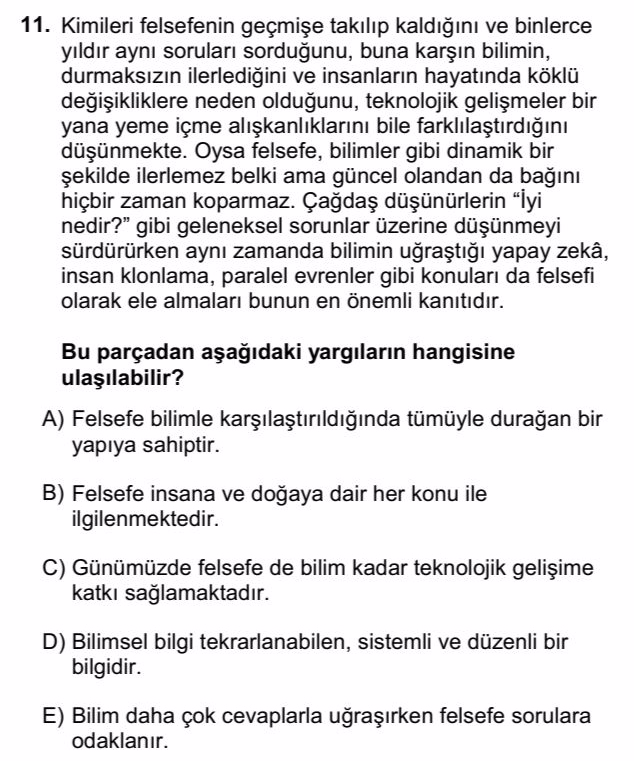 11. Kimileri felsefenin geçmişe takılıp kaldığını ve binlerce
yıldır aynı soruları sorduğunu, buna karşın bilimin,
durmaksızın ilerlediğini ve insanların hayatında köklü
değişikliklere neden olduğunu, teknolojik gelişmeler bir
yana yeme içme alışkanlıklarını bile farklılaştırdığını
düşünmekte. Oysa felsefe, bilimler gibi dinamik bir
şekilde ilerlemez belki ama güncel olandan da bağını
hiçbir zaman koparmaz. Çağdaş düşünürlerin “İyi
nedir?” gibi geleneksel sorunlar üzerine düşünmeyi
sürdürürken aynı zamanda bilimin uğraştığı yapay zekâ,
insan klonlama, paralel evrenler gibi konuları da felsefi
olarak ele almaları bunun en önemli kanıtıdır.
Bu parçadan aşağıdaki yargıların hangisine
ulaşılabilir?
A) Felsefe bilimle karşılaştırıldığında tümüyle durağan bir
yapıya sahiptir.
B) Felsefe insana ve doğaya dair her konu ile
ilgilenmektedir.
C) Günümüzde felsefe de bilim kadar teknolojik gelişime
katkı sağlamaktadır.
D) Bilimsel bilgi tekrarlanabilen, sistemli ve düzenli bir
bilgidir.
E) Bilim daha çok cevaplarla uğraşırken felsefe sorulara
odaklanır.